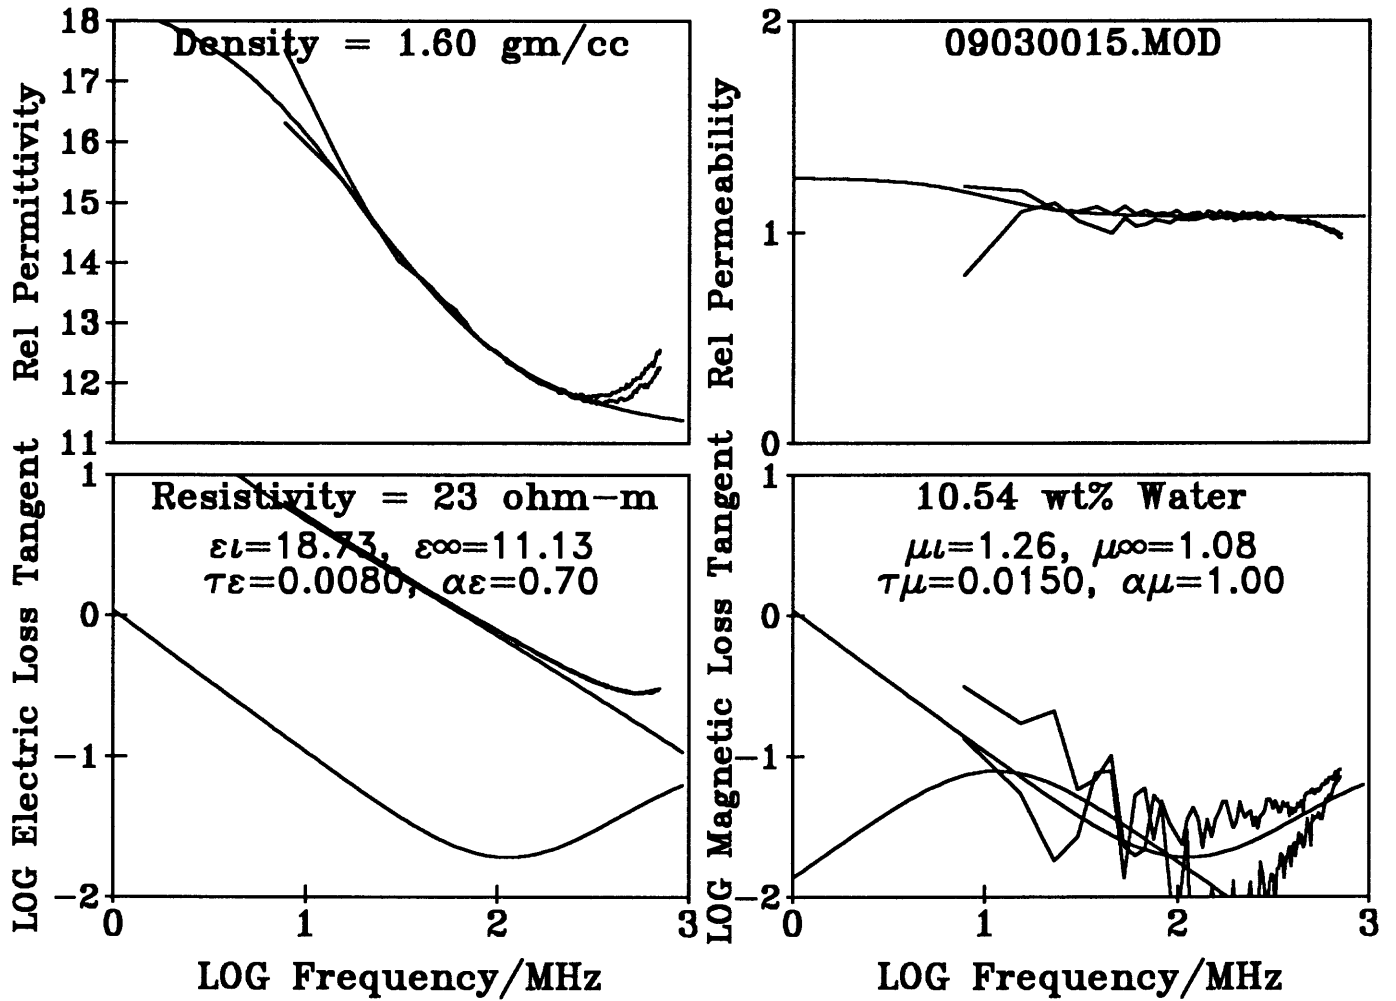 18
17
16
15
14
13
12
11
Rel Permittivity
Density = 1.60 gm/cc
2
1
0
Rel Permeability
09030015.MOD
1
0
−1
−2
LOG Electric Loss Tangent
Resistivity = 23 ohm−m
ει=18.73, ε∞=11.13
τε=0.0080, αε=0.70
0 1 2 3
LOG Frequency/MHz
1
0
−1
−2
LOG Magnetic Loss Tangent
10.54 wt% Water
μι=1.26, μ∞=1.08
τμ=0.0150, αμ=1.00
0 1 2 3
LOG Frequency/MHz